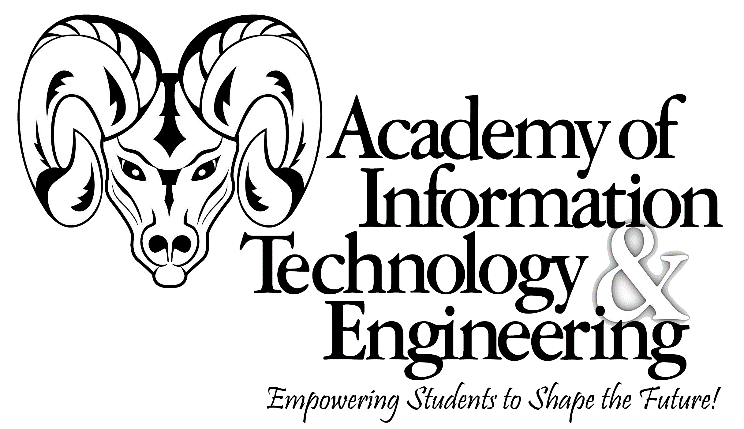 Academy of
Information
Technology &
Engineering
Empowering Students to Shape the Future!